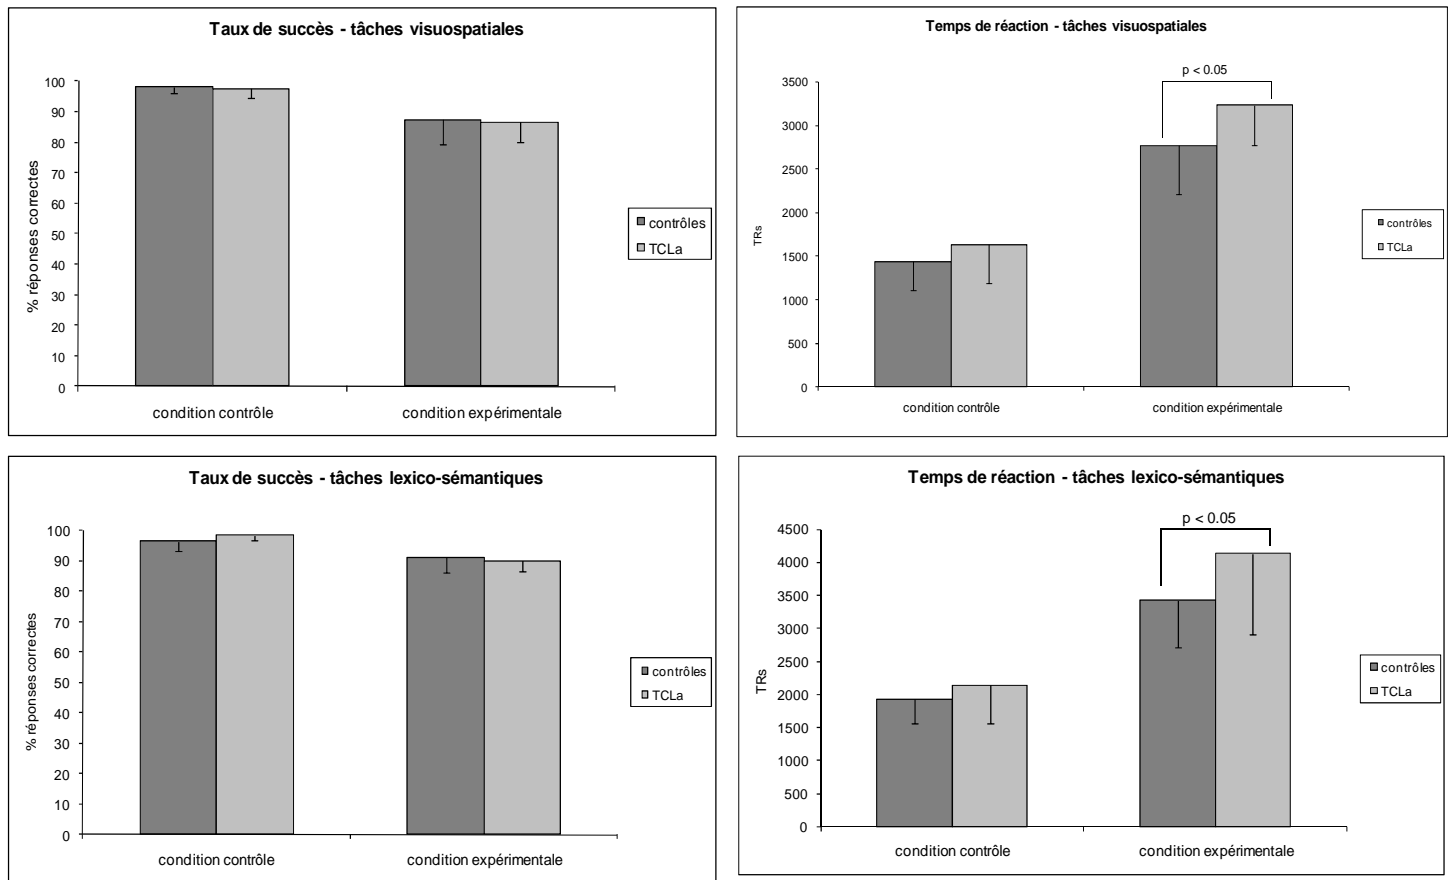 Taux de succès - tâches visuospatiales
100
90
80
70
60
50
40
30
20
10
0
% réponses correctes
condition contrôle
condition expérimentale
contrôles
TCLa
Temps de réaction - tâches visuospatiales
p < 0.05
3500
3000
2500
2000
1500
1000
500
0
TRs
condition contrôle
condition expérimentale
contrôles
TCLa
Taux de succès - tâches lexico-sémantiques
100
90
80
70
60
50
40
30
20
10
0
% réponses correctes
condition contrôle
condition expérimentale
contrôles
TCLa
Temps de réaction - tâches lexico-sémantiques
p < 0.05
4500
4000
3500
3000
2500
2000
1500
1000
500
0
TRs
condition contrôle
condition expérimentale
contrôles
TCLa